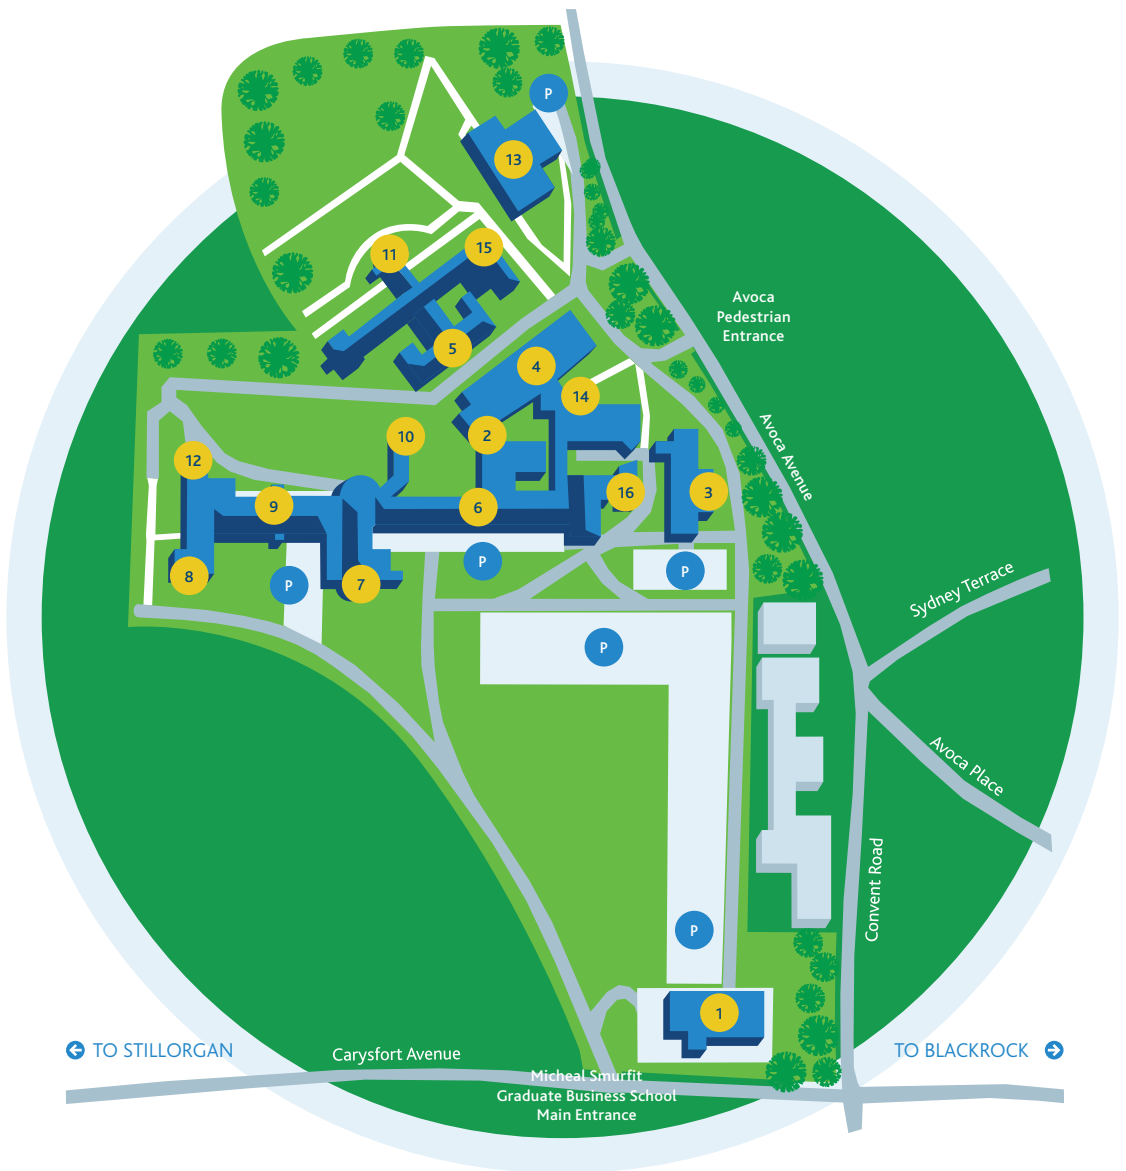 P
13
11
15
Avoca
Pedestrian
Entrance
5
4
14
Avoca Avenue
10
2
12
16
3
9
6
P
P
Sydney Terrace
8
P
7
P
Avoca Place
Convent Road
P
1
TO STILLORGAN
Carysfort Avenue
TO BLACKROCK
Micheal Smurfit
Graduate Business School
Main Entrance